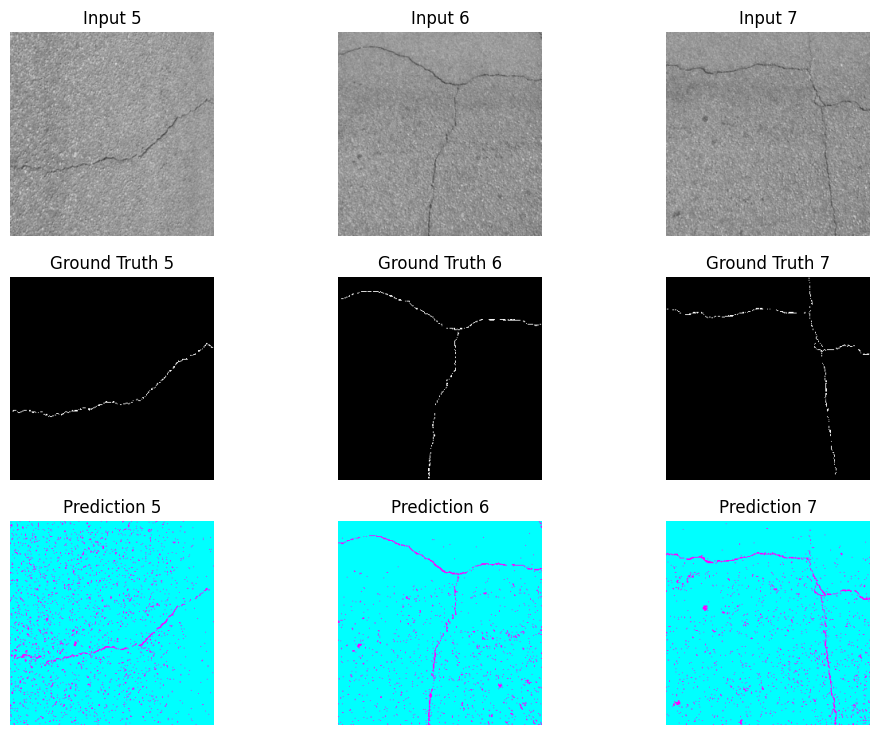 Input 5
Input 6
Input 7
Ground Truth 5
Ground Truth 6
Ground Truth 7
Prediction 5
Prediction 6
Prediction 7